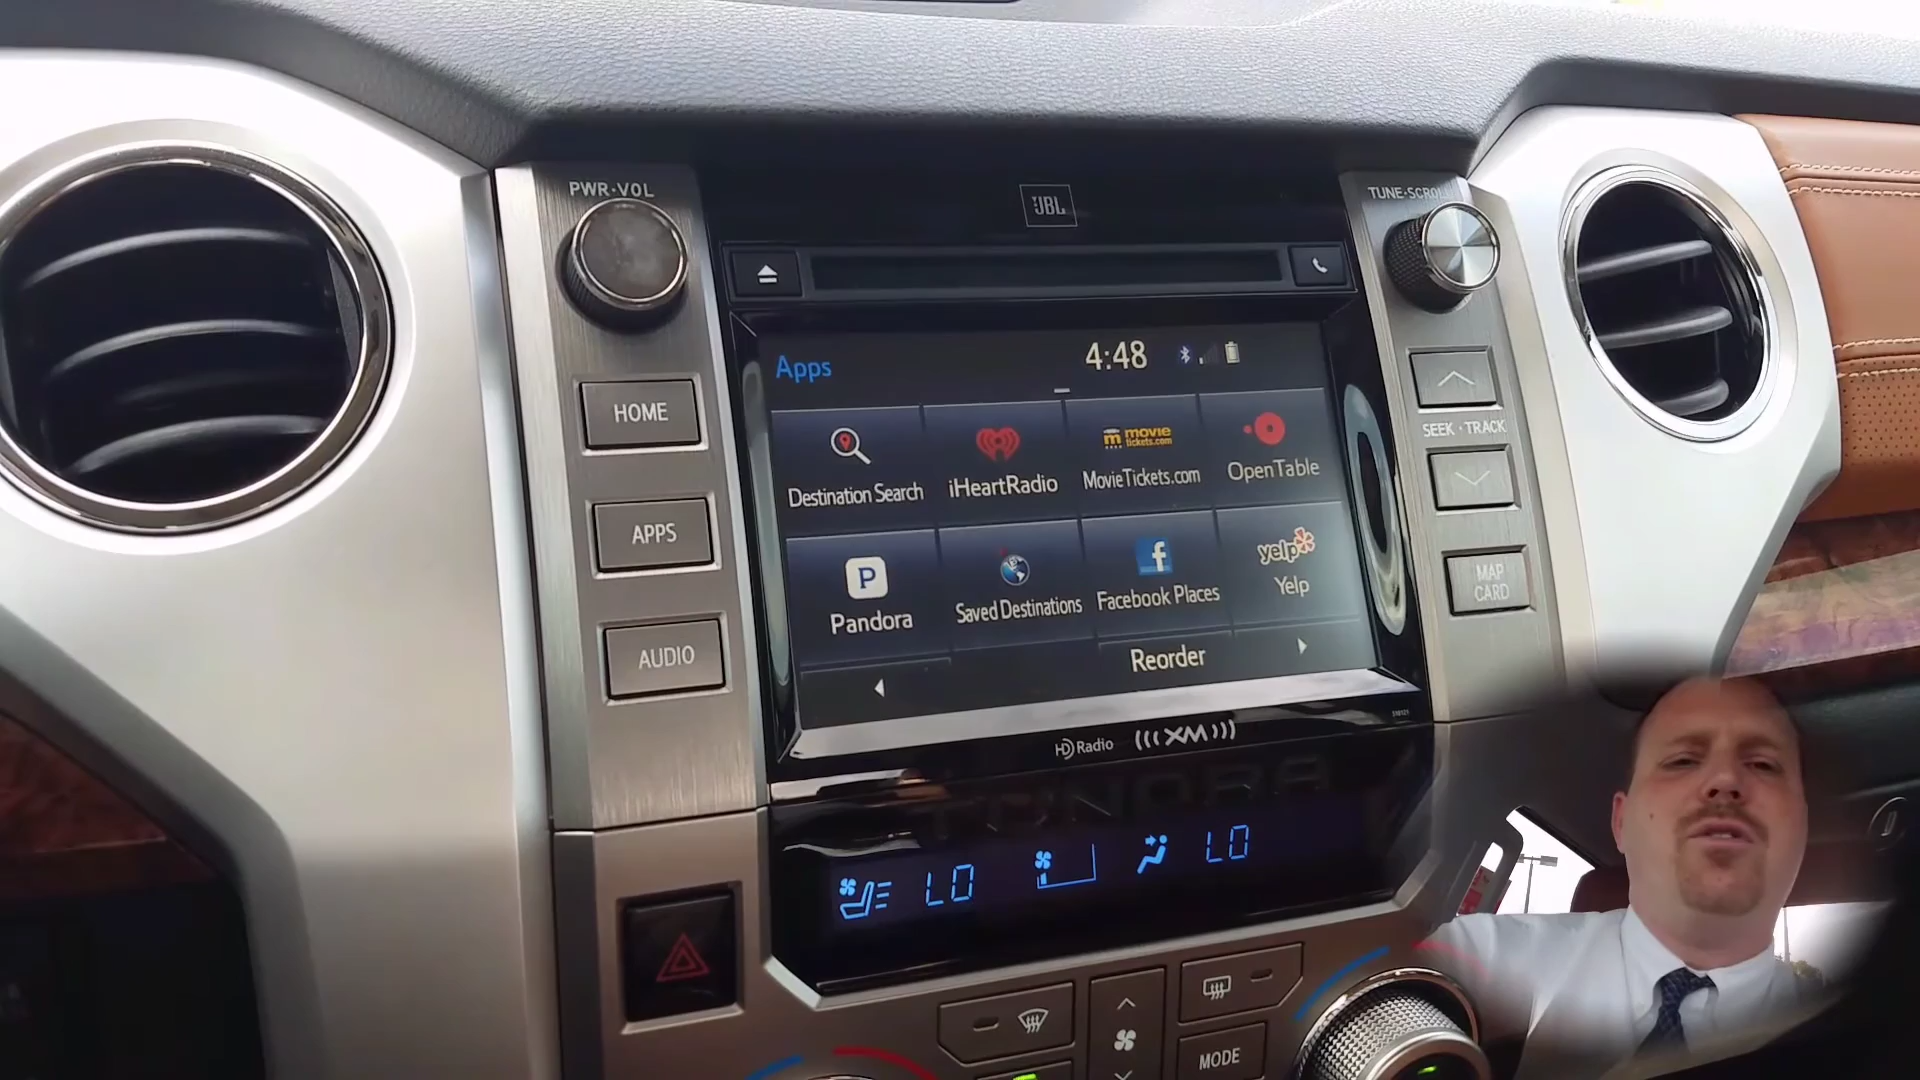 PWR·VOL
JBL
TUNE·SCROLL
HOME
APPS
AUDIO
Apps
4:48
Destination Search
iHeartRadio
m movie
tickets.com
MovieTickets.com
OpenTable
P
Pandora
Saved Destinations
f
Facebook Places
yelp
Yelp
Reorder
SEEK·TRACK
MAP
CARD
HD Radio
XM
TUNDRA
LO
LO
MODE